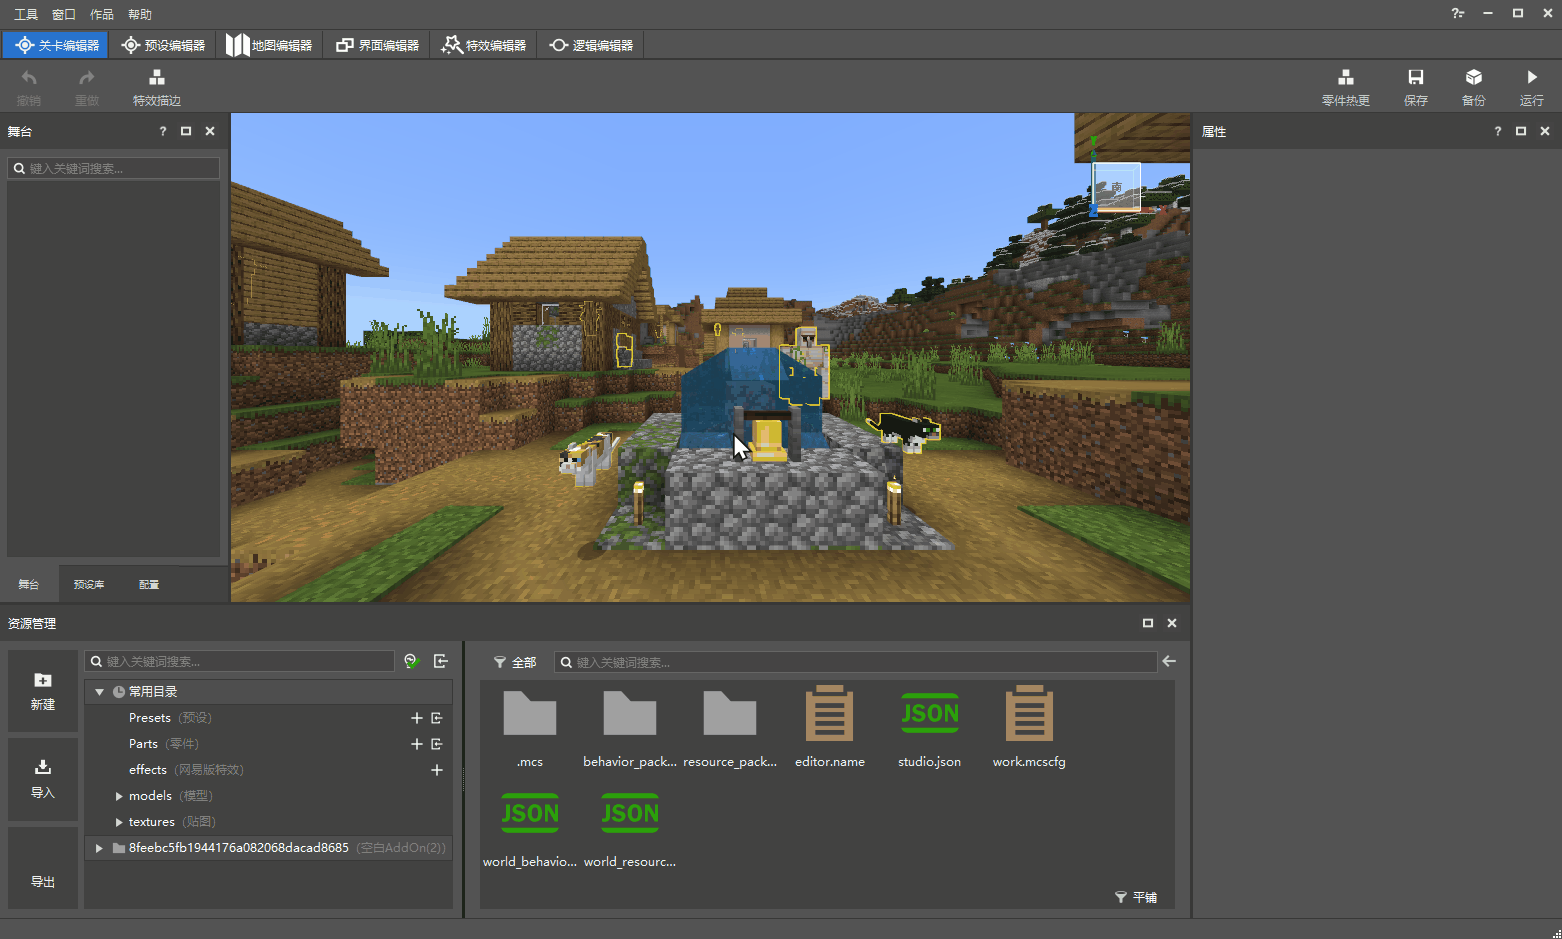 工具 窗口 作品 帮助
关卡编辑器 预设编辑器 地图编辑器 界面编辑器 特效编辑器 逻辑编辑器
撤销 重做 特效描边 零件热更 保存 备份 运行
舞台 ?
属性 ?
键入关键词搜索...
Y
南
Z
舞台 预设库 配置
资源管理
新建
导入
导出
键入关键词搜索...
常用目录
Presets (预设)
Parts (零件)
effects (网易版特效)
models (模型)
textures (贴图)
8feebc5fb1944176a082068dacad8685 (空白AddOn(2))
全部 键入关键词搜索...
JSON
.mcs behavior_pack... resource_pack... editor.name studio.json work.mcscfg
JSON JSON
world_behavio... world_resourc...
平铺